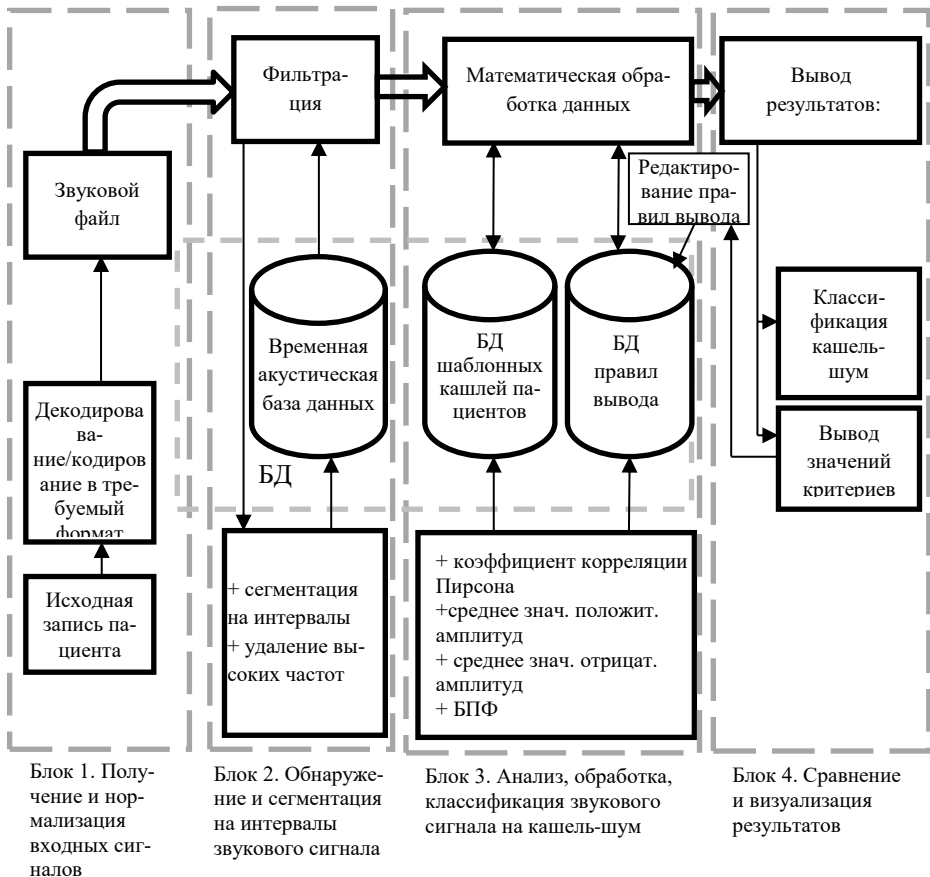 Фильтра-
ция
Математическая обра-
ботка данных
Вывод
результатов:
Звуковой
файл
Редактиро-
вание пра-
вил вывода
Временная
акустическая
база данных
БД
БД
шаблонных
кашлей па-
циентов
БД
правил
вывода
Класси-
фикация
кашель-
шум
Декодирова
ние/кодиров
ание в тре-
буемый
формат
Вывод
значений
критериев
Исходная
запись па-
циента
+ сегментация
на интервалы
+ удаление вы-
соких частот
+ коэффициент корреляции
Пирсона
+среднее знач. положит.
амплитуд
+ среднее знач. отрицат.
амплитуд
+ БПФ
Блок 1. Полу-
чение и нор-
мализация
входных сиг-
налов
Блок 2. Обнаруже-
ние и сегментация
на интервалы
звукового сигнала
Блок 3. Анализ, обработка,
классификация звукового
сигнала на кашель-шум
Блок 4. Сравнение
и визуализация
результатов